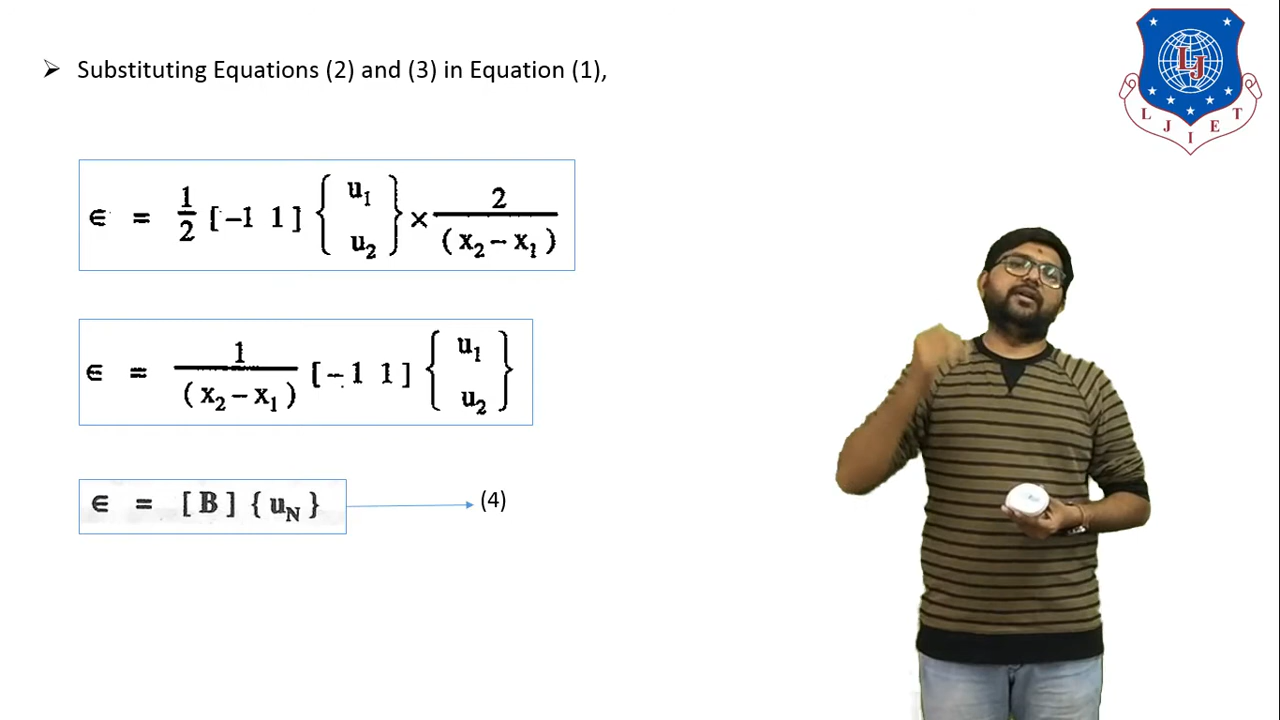 ➢ Substituting Equations (2) and (3) in Equation (1),
∈ = 1/2 [-1 1] { u1 u2 } × 2/(x2 – x1)
∈ = 1/(x2 – x1) [-1 1] { u1 u2 }
∈ = [ B ] { uN } (4)
LJ
L J I E T